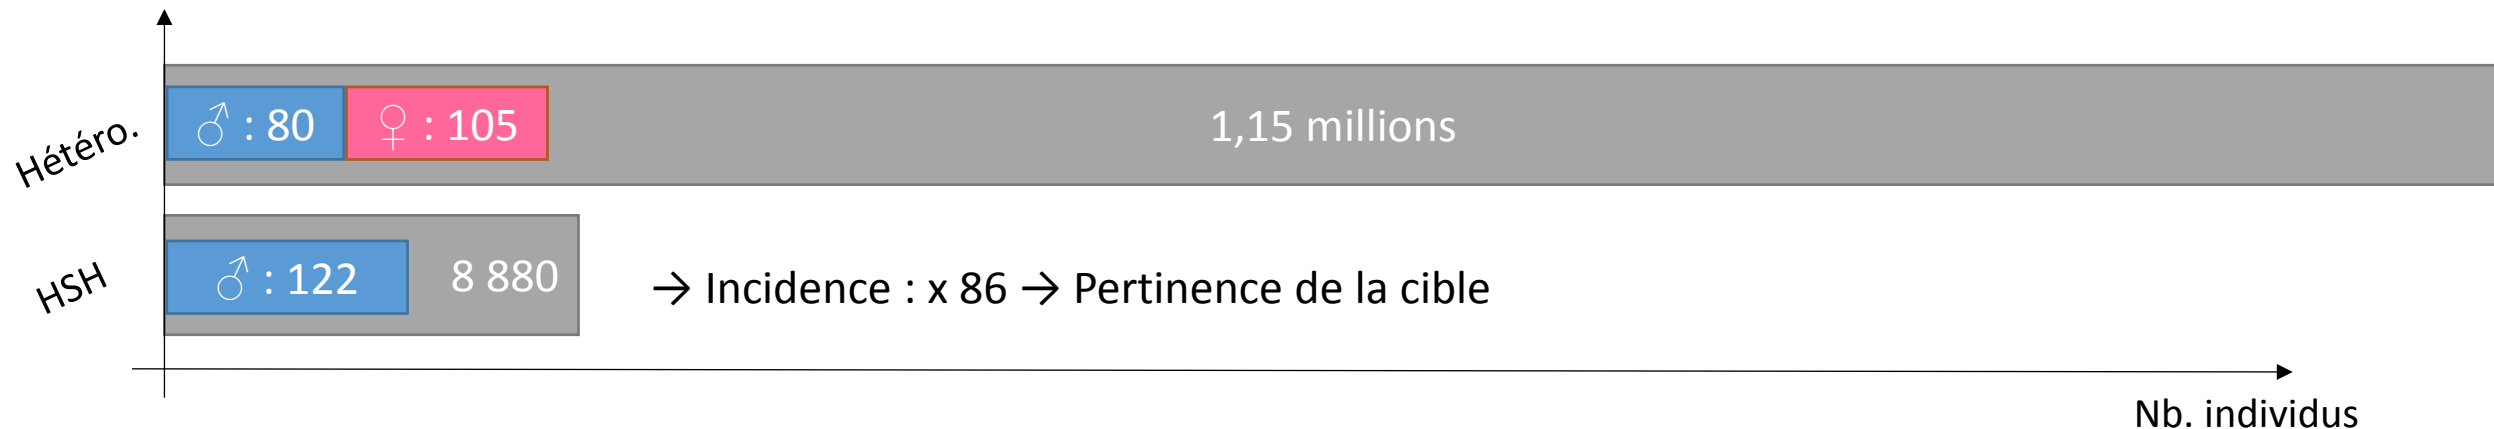 Hétéro.
♂ : 80
♀ : 105
1,15 millions
HsH
♂ : 122
8 880
→ Incidence : x 86 → Pertinence de la cible
Nb. individus